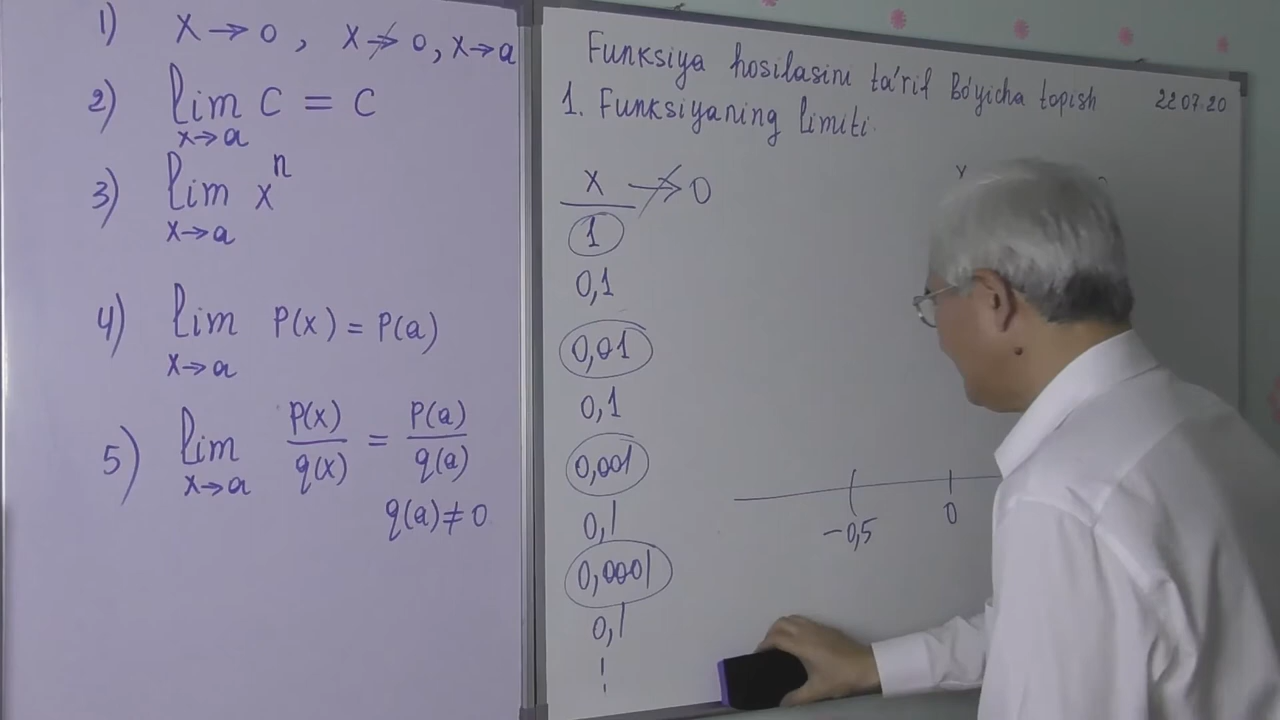 1) x → 0 , x ↛ 0, x → a
2) lim C = C
x → a
3) lim xⁿ
x → a
4) lim P(x) = P(a)
x → a
5) lim P(x)/q(x) = P(a)/q(a)
x → a
q(a) ≠ 0
Funksiya hosilasini ta'rif Bo'yicha topish
22.07.20
1. Funksiyaning limiti.
x ↛ 0
1
0,1
0,01
0,1
0,001
0,1
0,0001
0,1
-0,5 0